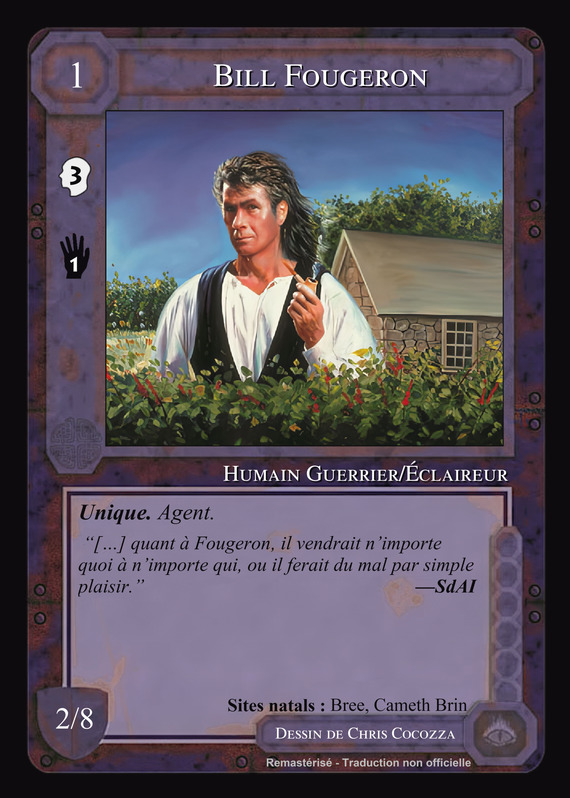 1
Bill Fougeron
3
1
Humain Guerrier/Éclaireur
Unique. Agent.
“[…] quant à Fougeron, il vendrait n’importe
quoi à n’importe qui, ou il ferait du mal par simple
plaisir.” —SdAI
Sites natals : Bree, Cameth Brin
2/8
Dessin de Chris Cocozza
Remastérisé - Traduction non officielle